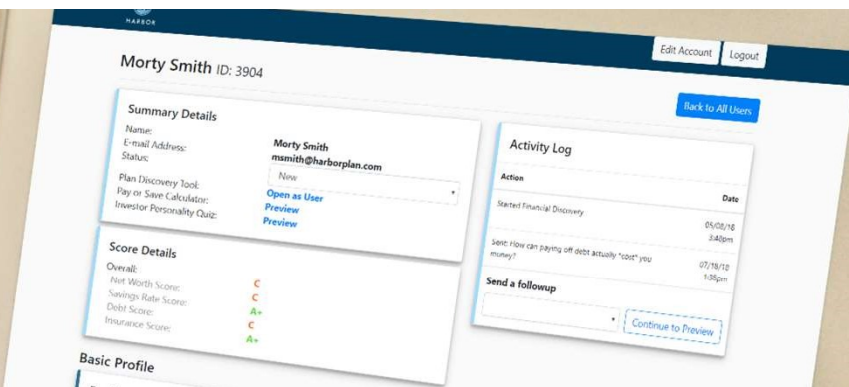 HARBOR
Edit Account
Logout
Morty Smith ID: 3904
Back to All Users
Summary Details
Name: Morty Smith
E-mail Address: msmith@harborplan.com
Status: New
Plan Discovery Tool: Open as User
Pay or Save Calculator: Preview
Investor Personality Quiz: Preview
Activity Log
Action Date
Started Financial Discovery 05/08/18
3:40pm
Sent: How can paying off debt actually "cost" you 07/18/18
money? 1:38pm
Send a followup
Continue to Preview
Score Details
Overall: C
Net Worth Score: C
Savings Rate Score: A+
Debt Score: C
Insurance Score: A+
Basic Profile